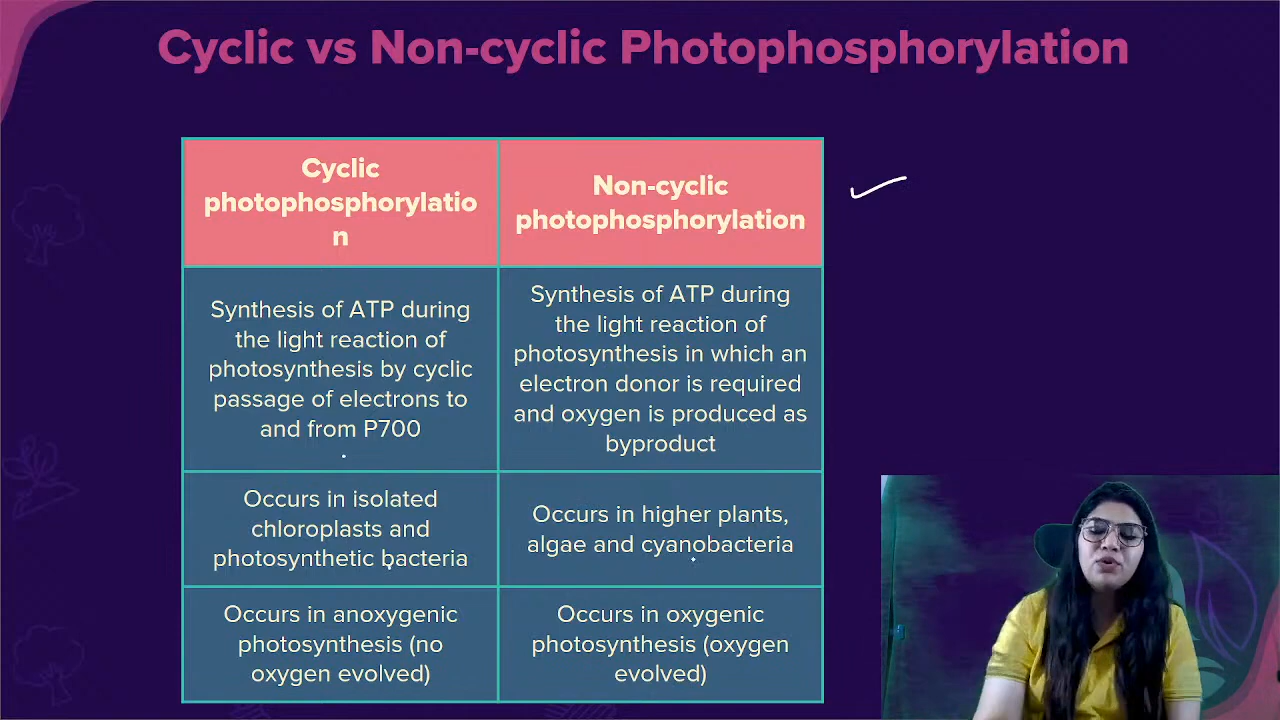 Cyclic vs Non-cyclic Photophosphorylation
Cyclic
photophosphorylatio
n
Non-cyclic
photophosphorylation
Synthesis of ATP during
the light reaction of
photosynthesis by cyclic
passage of electrons to
and from P700
Synthesis of ATP during
the light reaction of
photosynthesis in which an
electron donor is required
and oxygen is produced as
byproduct
Occurs in isolated
chloroplasts and
photosynthetic bacteria
Occurs in higher plants,
algae and cyanobacteria
Occurs in anoxygenic
photosynthesis (no
oxygen evolved)
Occurs in oxygenic
photosynthesis (oxygen
evolved)